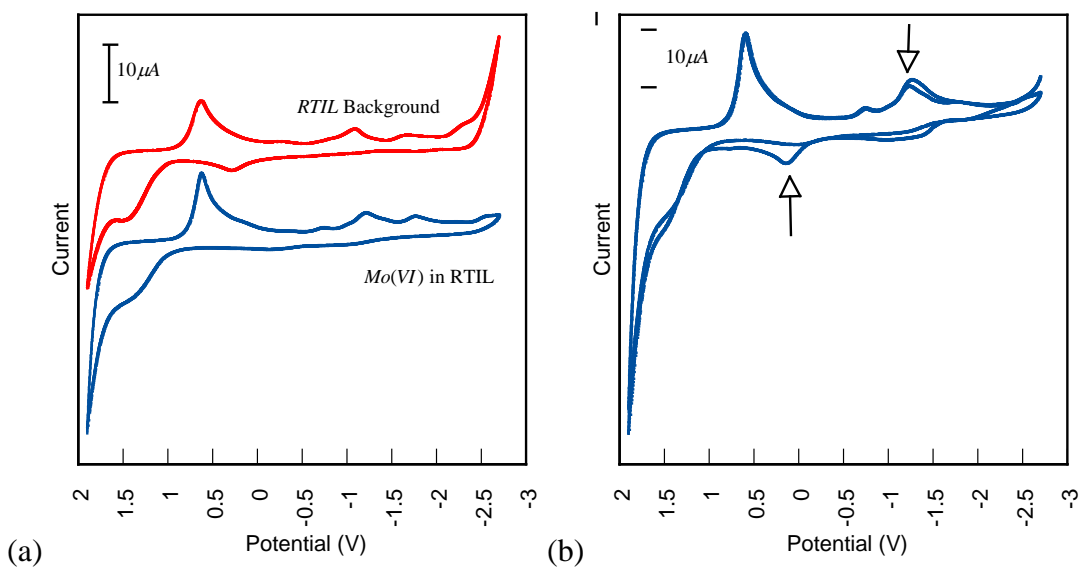 10μA
RTIL Background
Mo(VI) in RTIL
Current
2 1.5 1 0.5 0 -0.5 -1 -1.5 -2 -2.5 -3
Potential (V)
(a)
10μA
Current
2 1.5 1 0.5 0 -0.5 -1 -1.5 -2 -2.5 -3
Potential (V)
(b)